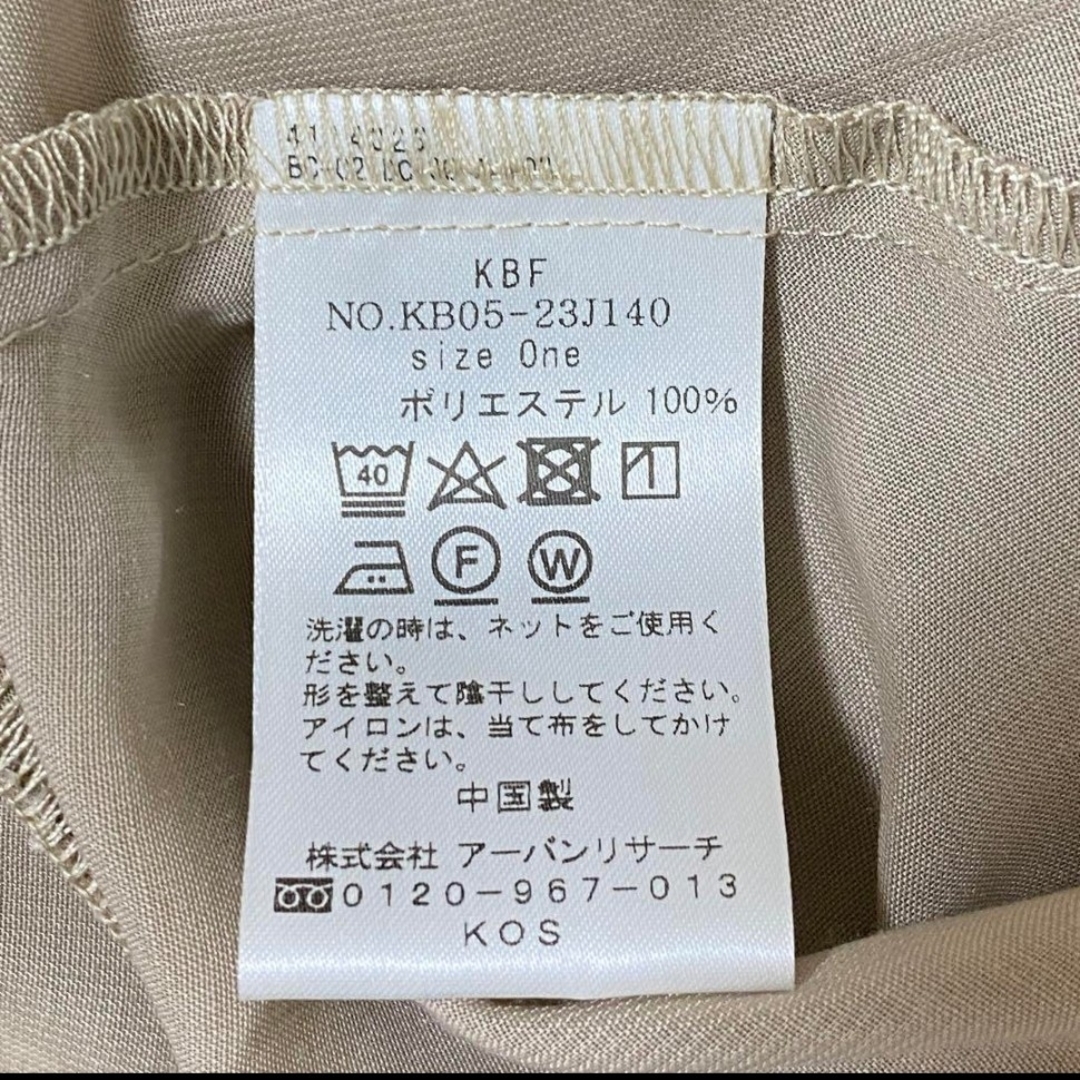 KBF
NO.KB05-23J140
size One
ポリエステル 100%
40
F W
洗濯の時は、ネットをご使用く
ださい。
形を整えて陰干ししてください。
アイロンは、当て布をしてかけ
てください。
中国製
株式会社 アーバンリサーチ
0120-967-013
KOS